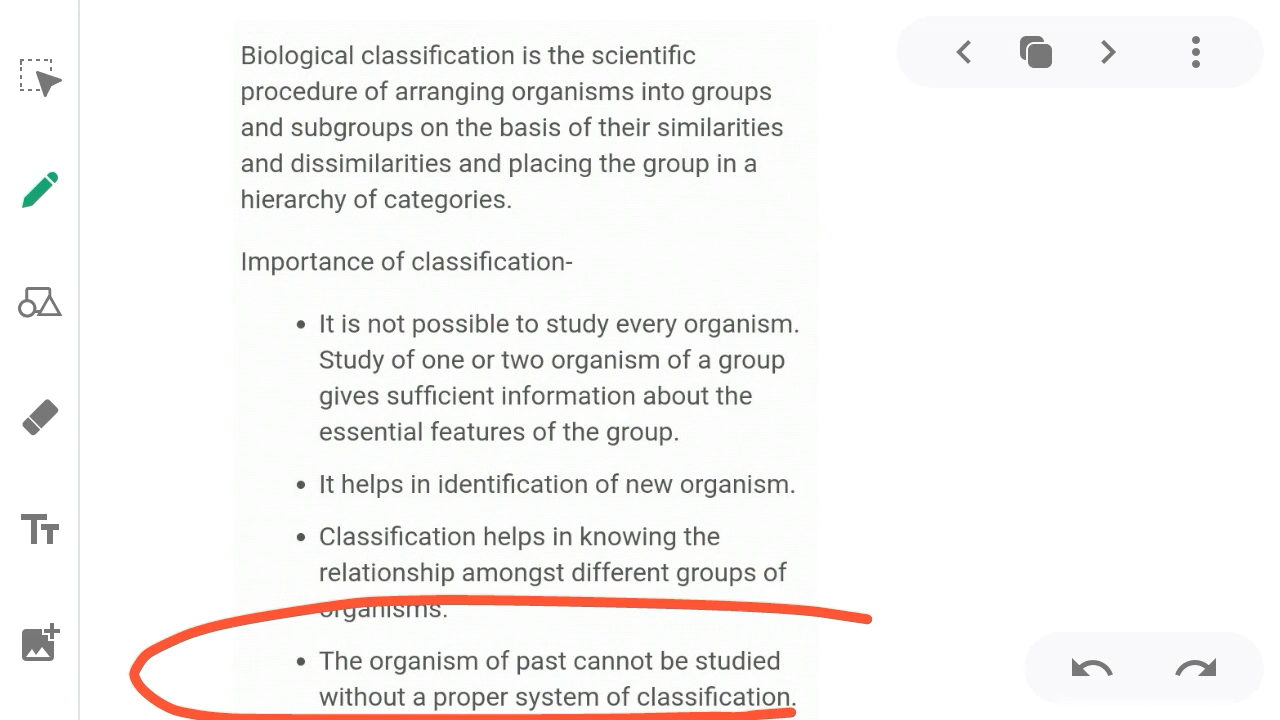 Biological classification is the scientific
procedure of arranging organisms into groups
and subgroups on the basis of their similarities
and dissimilarities and placing the group in a
hierarchy of categories.
Importance of classification-
• It is not possible to study every organism.
Study of one or two organism of a group
gives sufficient information about the
essential features of the group.
• It helps in identification of new organism.
• Classification helps in knowing the
relationship amongst different groups of
organisms.
• The organism of past cannot be studied
without a proper system of classification.